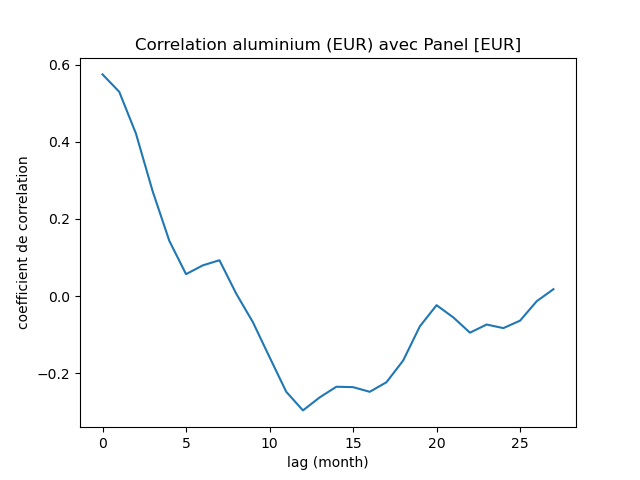 Correlation aluminium (EUR) avec Panel [EUR]
0.6
0.4
0.2
0.0
−0.2
coefficient de correlation
0 5 10 15 20 25
lag (month)